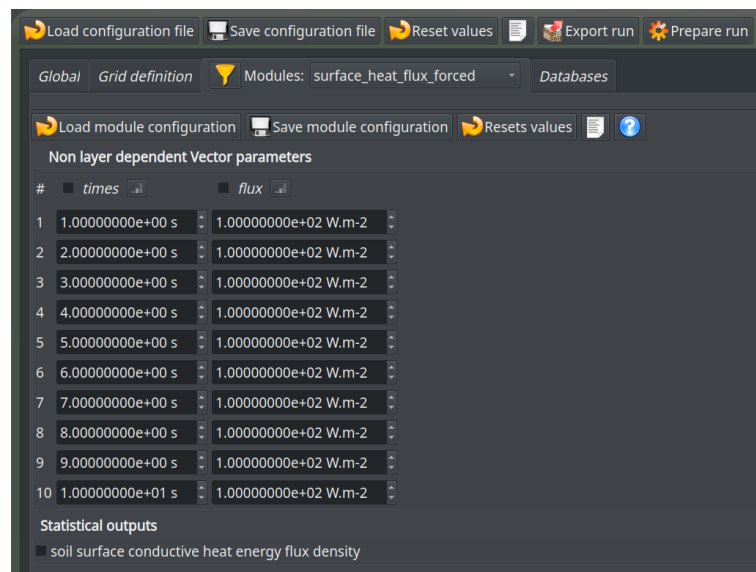 Load configuration file Save configuration file Reset values Export run Prepare run
Global Grid definition Modules: surface_heat_flux_forced Databases
Load module configuration Save module configuration Resets values ?
Non layer dependent Vector parameters
# times flux
1 1.00000000e+00 s 1.00000000e+02 W.m-2
2 2.00000000e+00 s 1.00000000e+02 W.m-2
3 3.00000000e+00 s 1.00000000e+02 W.m-2
4 4.00000000e+00 s 1.00000000e+02 W.m-2
5 5.00000000e+00 s 1.00000000e+02 W.m-2
6 6.00000000e+00 s 1.00000000e+02 W.m-2
7 7.00000000e+00 s 1.00000000e+02 W.m-2
8 8.00000000e+00 s 1.00000000e+02 W.m-2
9 9.00000000e+00 s 1.00000000e+02 W.m-2
10 1.00000000e+01 s 1.00000000e+02 W.m-2
Statistical outputs
soil surface conductive heat energy flux density